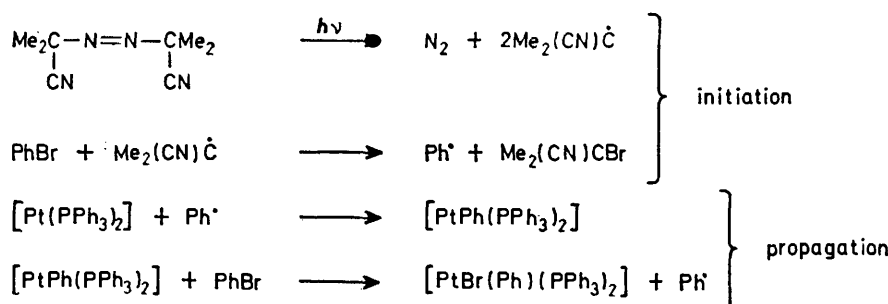 hν
Me₂C—N=N—CMe₂ N₂ + 2Me₂(CN)Ċ
CN CN
initiation
PhBr + Me₂(CN)Ċ Ph• + Me₂(CN)CBr
[Pt(PPh₃)₂] + Ph• [PtPh(PPh₃)₂]
propagation
[PtPh(PPh₃)₂] + PhBr [PtBr(Ph)(PPh₃)₂] + Ph•